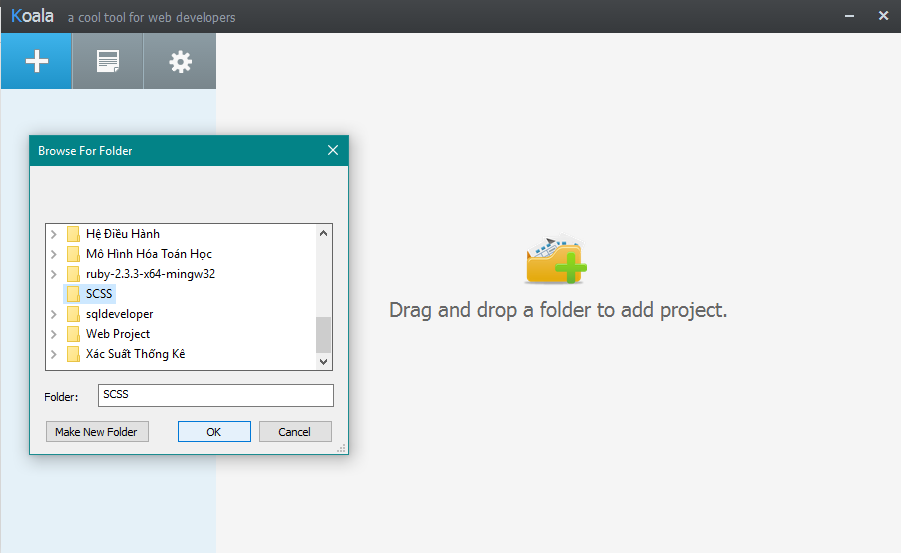 Koala a cool tool for web developers
Browse For Folder
Hệ Điều Hành
Mô Hình Hóa Toán Học
ruby-2.3.3-x64-mingw32
SCSS
sqldeveloper
Web Project
Xác Suất Thống Kê
Folder: SCSS
Make New Folder OK Cancel
Drag and drop a folder to add project.